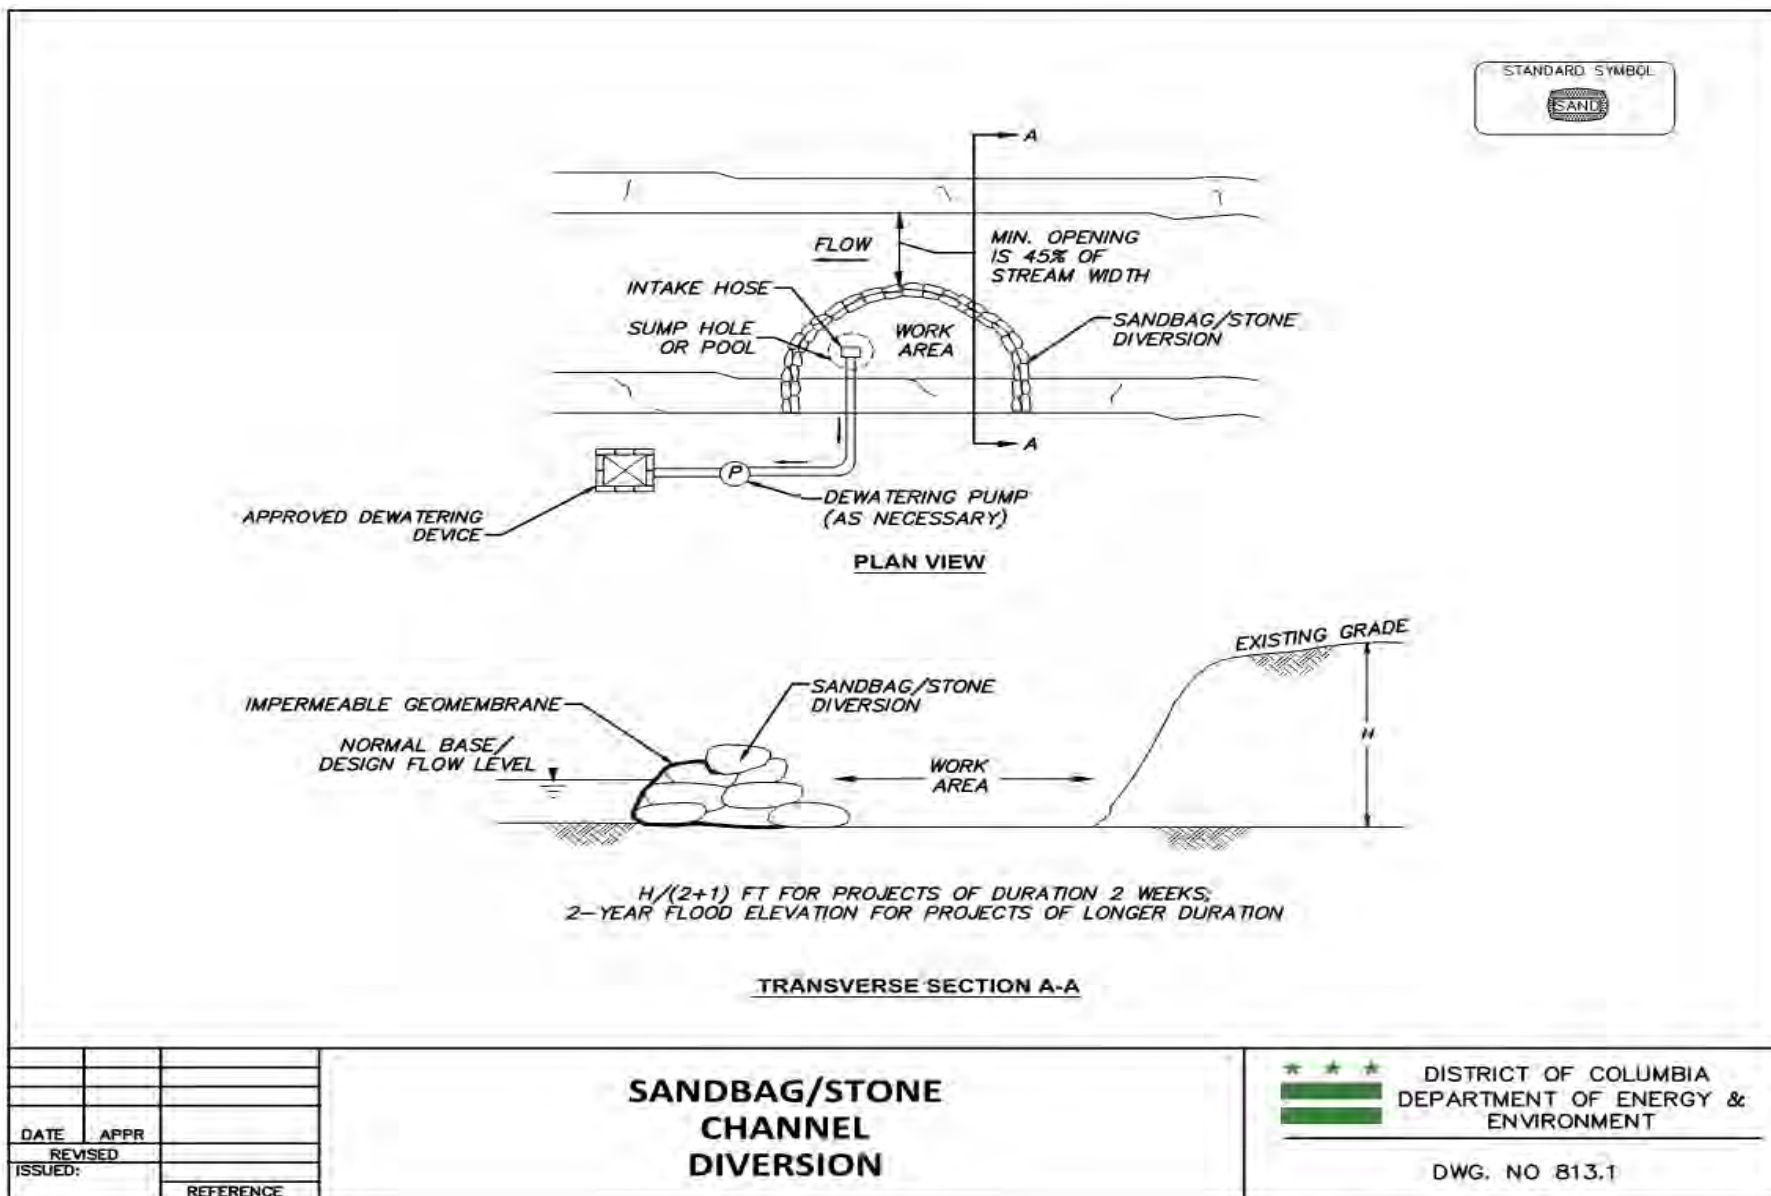 STANDARD SYMBOL
SAND
A
FLOW
MIN. OPENING
IS 45% OF
STREAM WIDTH
INTAKE HOSE
SUMP HOLE
OR POOL
WORK
AREA
SANDBAG/STONE
DIVERSION
A
P
APPROVED DEWATERING
DEVICE
DEWATERING PUMP
(AS NECESSARY)
PLAN VIEW
EXISTING GRADE
IMPERMEABLE GEOMEMBRANE
SANDBAG/STONE
DIVERSION
NORMAL BASE/
DESIGN FLOW LEVEL
WORK
AREA
H
H/(2+1) FT FOR PROJECTS OF DURATION 2 WEEKS;
2-YEAR FLOOD ELEVATION FOR PROJECTS OF LONGER DURATION
TRANSVERSE SECTION A-A
DATE APPR
REVISED
ISSUED:
REFERENCE
SANDBAG/STONE
CHANNEL
DIVERSION
DISTRICT OF COLUMBIA
DEPARTMENT OF ENERGY &
ENVIRONMENT
DWG. NO 813.1